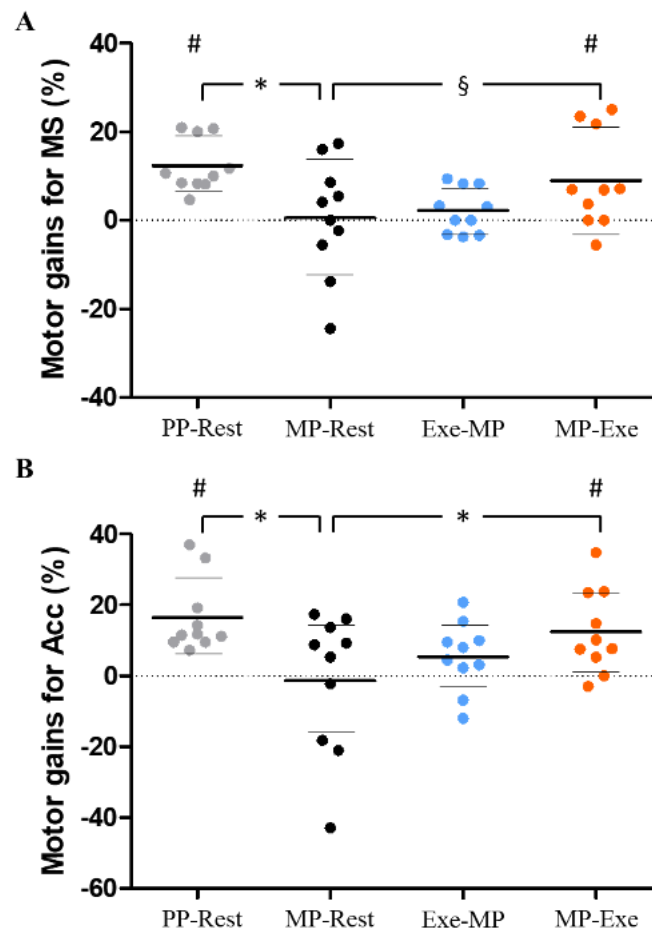 A
Motor gains for MS (%)
40
20
0
-20
-40
# * § #
PP-Rest MP-Rest Exe-MP MP-Exe
B
Motor gains for Acc (%)
40
20
0
-20
-40
-60
# * * #
PP-Rest MP-Rest Exe-MP MP-Exe